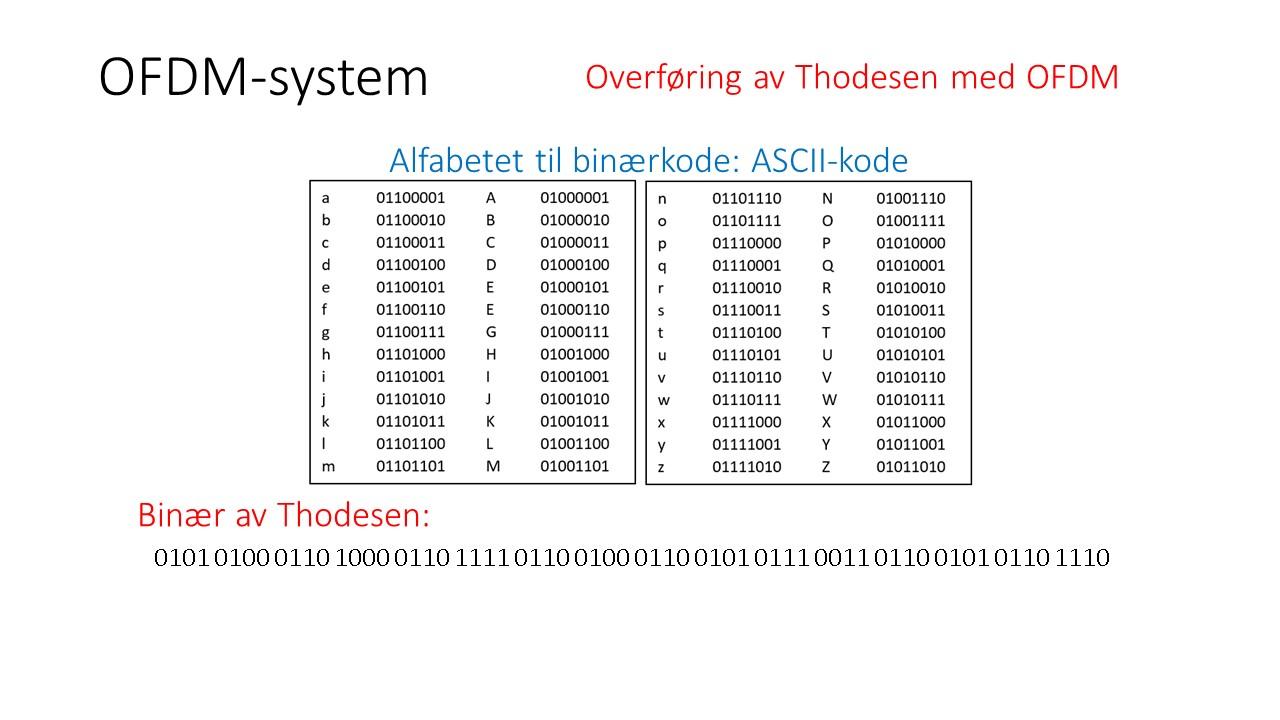 OFDM-system
Overføring av Thodesen med OFDM
Alfabetet til binærkode: ASCII-kode
a 01100001 A 01000001
b 01100010 B 01000010
c 01100011 C 01000011
d 01100100 D 01000100
e 01100101 E 01000101
f 01100110 E 01000110
g 01100111 G 01000111
h 01101000 H 01001000
i 01101001 I 01001001
j 01101010 J 01001010
k 01101011 K 01001011
l 01101100 L 01001100
m 01101101 M 01001101
n 01101110 N 01001110
o 01101111 O 01001111
p 01110000 P 01010000
q 01110001 Q 01010001
r 01110010 R 01010010
s 01110011 S 01010011
t 01110100 T 01010100
u 01110101 U 01010101
v 01110110 V 01010110
w 01110111 W 01010111
x 01111000 X 01011000
y 01111001 Y 01011001
z 01111010 Z 01011010
Binær av Thodesen:
0101 0100 0110 1000 0110 1111 0110 0100 0110 0101 0111 0011 0110 0101 0110 1110